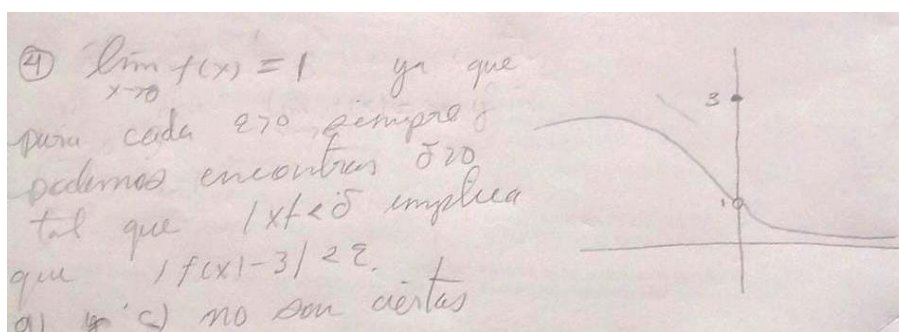 ④ lim f(x) = 1 ya que
x→0
para cada ε>0 siempre
podemos encontrar δ>0
tal que |x|<δ implica
que |f(x)-3|<ε.
a) y c) no son ciertas
3
1